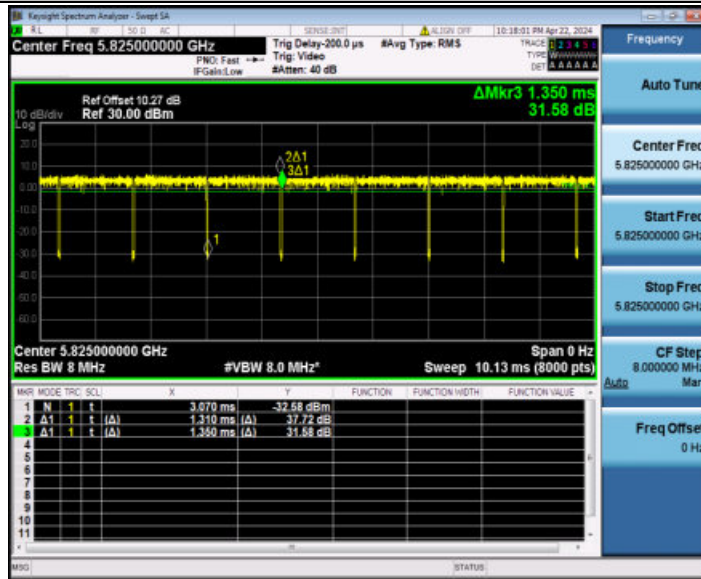 Keysight Spectrum Analyzer - Swept SA
RL RF 50 Ω AC SENSE:INT ALIGN OFF 10:18:01 PM Apr 22, 2024
Center Freq 5.825000000 GHz
PNO: Fast
IFGain:Low
Trig Delay-200.0 µs
Trig: Video
#Atten: 40 dB
#Avg Type: RMS
TRACE 1 2 3 4 5 6
TYPE
DET A A A A A A
ΔMkr3 1.350 ms
31.58 dB
Ref Offset 10.27 dB
10 dB/div Ref 30.00 dBm
Log
20.0
10.0
0.00
-10.0
-20.0
-30.0
-40.0
-50.0
-60.0
2Δ1
3Δ1
1
Center 5.825000000 GHz Span 0 Hz
Res BW 8 MHz #VBW 8.0 MHz* Sweep 10.13 ms (8000 pts)
MKR MODE TRC SCL X Y FUNCTION FUNCTION WIDTH FUNCTION VALUE
1 N 1 t 3.070 ms -32.58 dBm
2 Δ1 1 t (Δ) 1.310 ms (Δ) 37.72 dB
3 Δ1 1 t (Δ) 1.350 ms (Δ) 31.58 dB
4
5
6
7
8
9
10
11
MSG STATUS
Frequency
Auto Tune
Center Freq
5.825000000 GHz
Start Freq
5.825000000 GHz
Stop Freq
5.825000000 GHz
CF Step
8.000000 MHz
Auto Man
Freq Offset
0 Hz